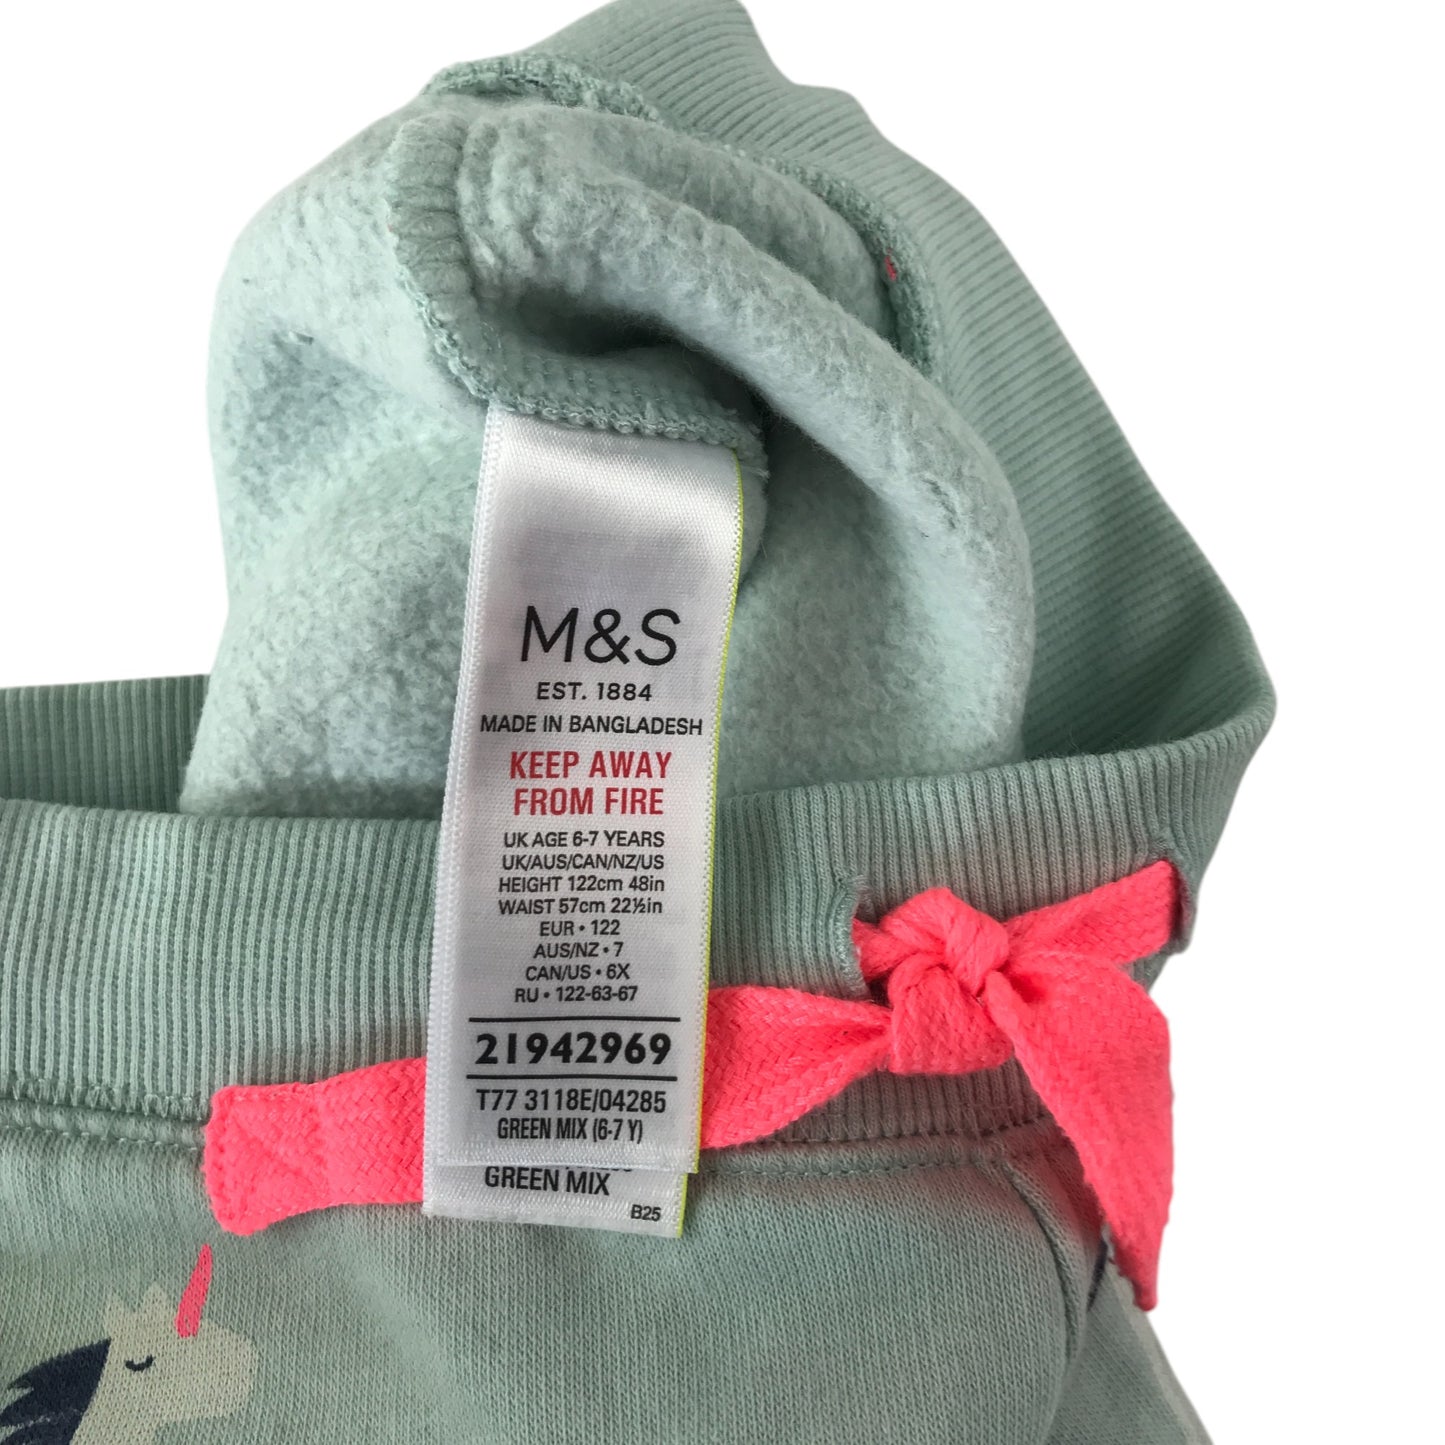 M&S
EST. 1884
MADE IN BANGLADESH
KEEP AWAY
FROM FIRE
UK AGE 6-7 YEARS
UK/AUS/CAN/NZ/US
HEIGHT 122cm 48in
WAIST 57cm 22½in
EUR • 122
AUS/NZ • 7
CAN/US • 6X
RU • 122-63-67
21942969
T77 3118E/04285
GREEN MIX (6-7 Y)
GREEN MIX
B25